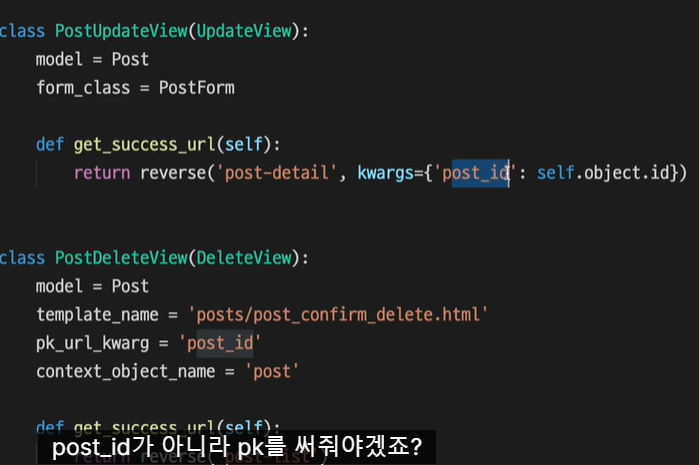 class PostUpdateView(UpdateView):
    model = Post
    form_class = PostForm
    def get_success_url(self):
        return reverse('post-detail', kwargs={'post_id': self.object.id})
class PostDeleteView(DeleteView):
    model = Post
    template_name = 'posts/post_confirm_delete.html'
    pk_url_kwarg = 'post_id'
    context_object_name = 'post'
    def get_success_url(self):
post_id가 아니라 pk를 써줘야겠죠?
        return reverse('post-list')